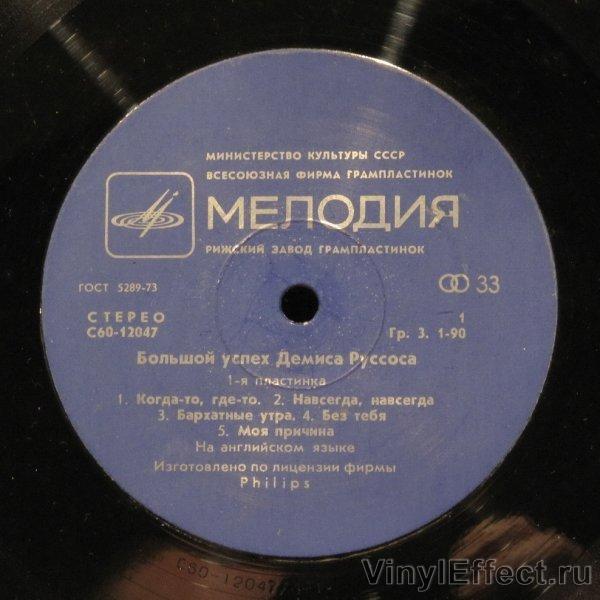 МИНИСТЕРСТВО КУЛЬТУРЫ СССР
ВСЕСОЮЗНАЯ ФИРМА ГРАМПЛАСТИНОК
МЕЛОДИЯ
РИЖСКИЙ ЗАВОД ГРАМПЛАСТИНОК
ГОСТ 5289-73
33
СТЕРЕО
1
С60-12047
Гр. 3. 1-90
Большой успех Демиса Руссоса
1-я пластинка
1. Когда-то, где-то. 2. Навсегда, навсегда
3. Бархатные утра. 4. Без тебя
5. Моя причина
На английском языке
Изготовлено по лицензии фирмы
Philips
C60-12047
VinylEffect.ru